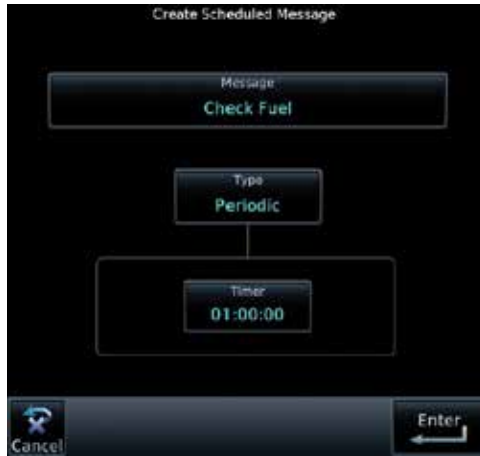 Create Scheduled Message
Message
Check Fuel
Type
Periodic
Timer
01:00:00
Cancel
Enter